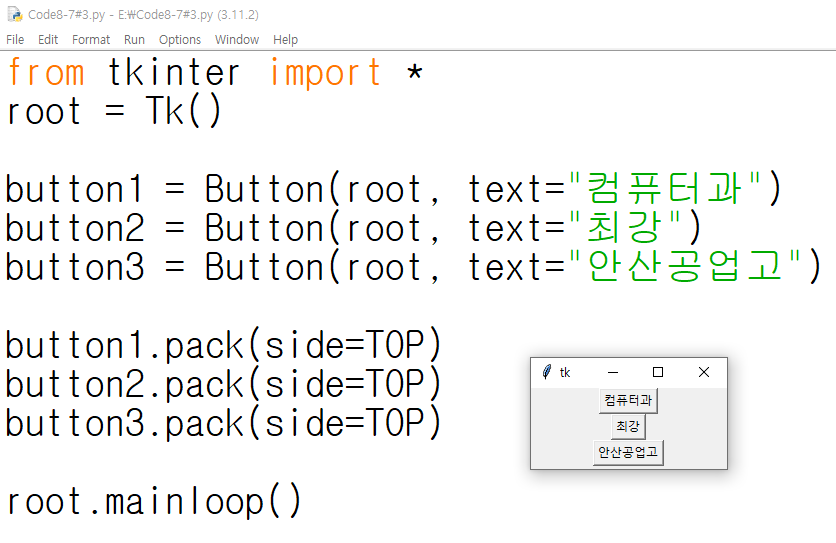 Code8-7#3.py - E:₩Code8-7#3.py (3.11.2)
File Edit Format Run Options Window Help
from tkinter import *
root = Tk()
button1 = Button(root, text="컴퓨터과")
button2 = Button(root, text="최강")
button3 = Button(root, text="안산공업고")
button1.pack(side=TOP)
button2.pack(side=TOP)
button3.pack(side=TOP)
root.mainloop()
tk
컴퓨터과
최강
안산공업고